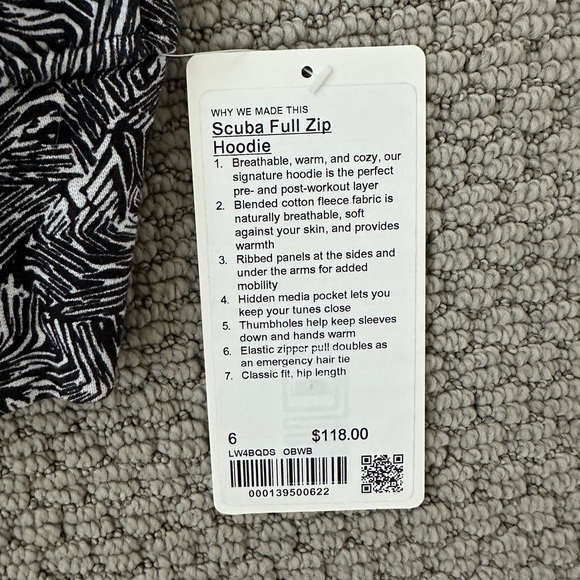 WHY WE MADE THIS
Scuba Full Zip
Hoodie
1. Breathable, warm, and cozy, our
signature hoodie is the perfect
pre- and post-workout layer
2. Blended cotton fleece fabric is
naturally breathable, soft
against your skin, and provides
warmth
3. Ribbed panels at the sides and
under the arms for added
mobility
4. Hidden media pocket lets you
keep your tunes close
5. Thumbholes help keep sleeves
down and hands warm
6. Elastic zipper pull doubles as
an emergency hair tie
7. Classic fit, hip length
6 $118.00
LW4BQDS OBWB
000139500622